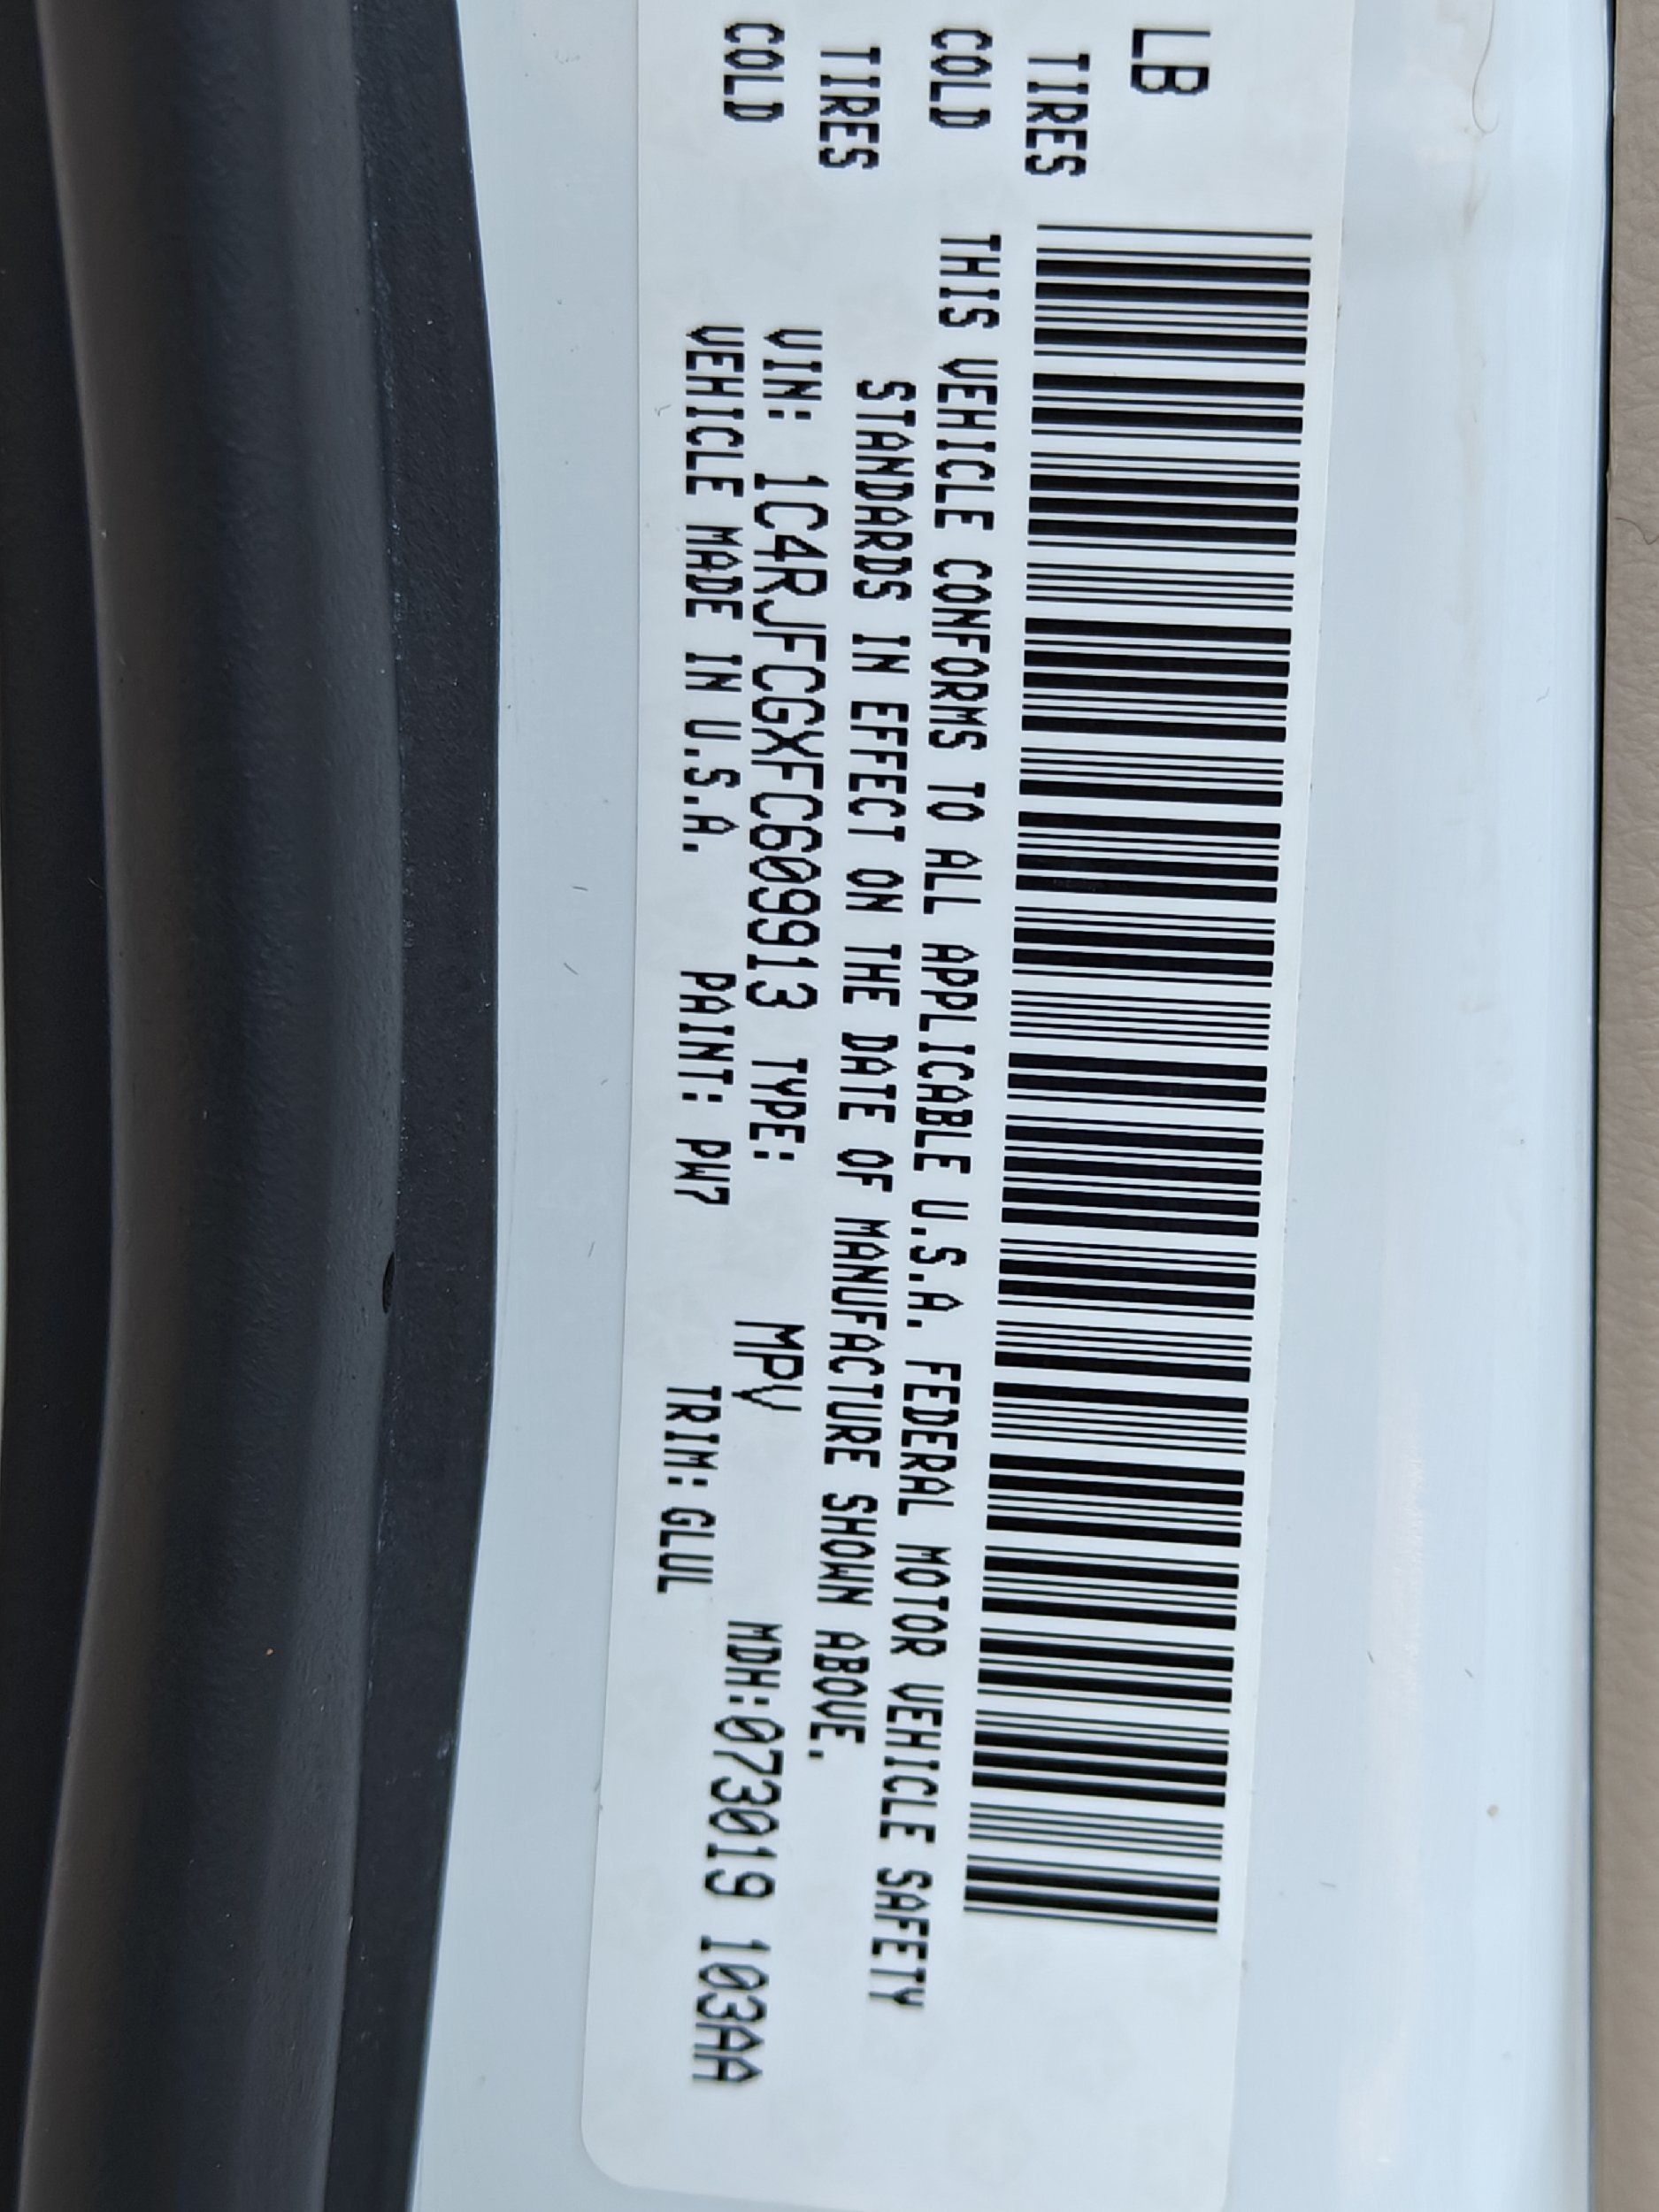 LB
TIRES
COLD
TIRES
COLD
THIS VEHICLE CONFORMS TO ALL APPLICABLE U.S.A. FEDERAL MOTOR VEHICLE SAFETY
STANDARDS IN EFFECT ON THE DATE OF MANUFACTURE SHOWN ABOVE.
VIN: 1C4RJFCGXFC609913 TYPE: MPV MDH:073019 103AA
VEHICLE MADE IN U.S.A. PAINT: PW7 TRIM: GLUL